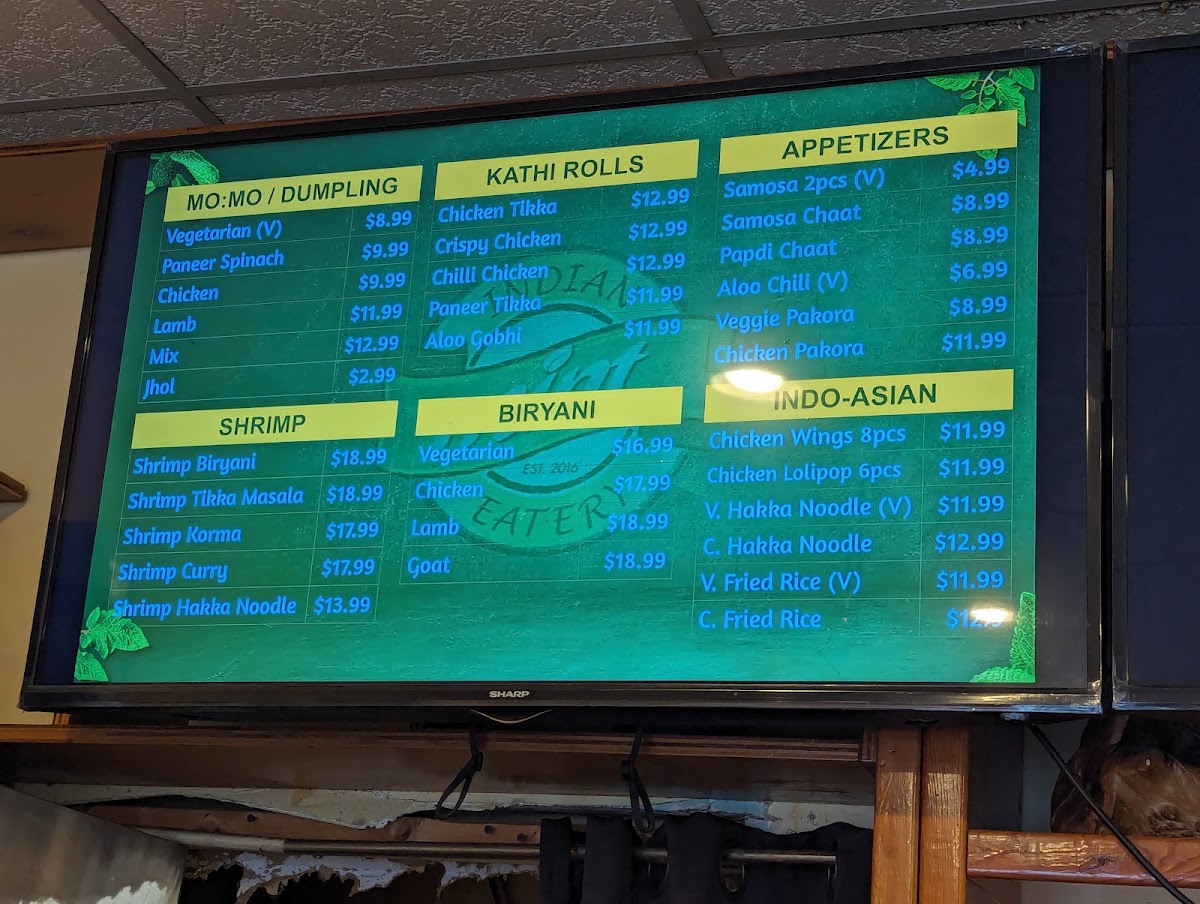 MO:MO / DUMPLING
Vegetarian (V) $8.99
Paneer Spinach $9.99
Chicken $9.99
Lamb $11.99
Mix $12.99
Jhol $2.99
SHRIMP
Shrimp Biryani $18.99
Shrimp Tikka Masala $18.99
Shrimp Korma $17.99
Shrimp Curry $17.99
Shrimp Hakka Noodle $13.99
KATHI ROLLS
Chicken Tikka $12.99
Crispy Chicken $12.99
Chilli Chicken $12.99
Paneer Tikka $11.99
Aloo Gobhi $11.99
BIRYANI
Vegetarian $16.99
Chicken $17.99
Lamb $18.99
Goat $18.99
APPETIZERS
Samosa 2pcs (V) $4.99
Samosa Chaat $8.99
Papdi Chaat $8.99
Aloo Chili (V) $6.99
Veggie Pakora $8.99
Chicken Pakora $11.99
INDO-ASIAN
Chicken Wings 8pcs $11.99
Chicken Lolipop 6pcs $11.99
V. Hakka Noodle (V) $11.99
C. Hakka Noodle $12.99
V. Fried Rice (V) $11.99
C. Fried Rice
INDIAN
EST. 2016
EATERY
SHARP